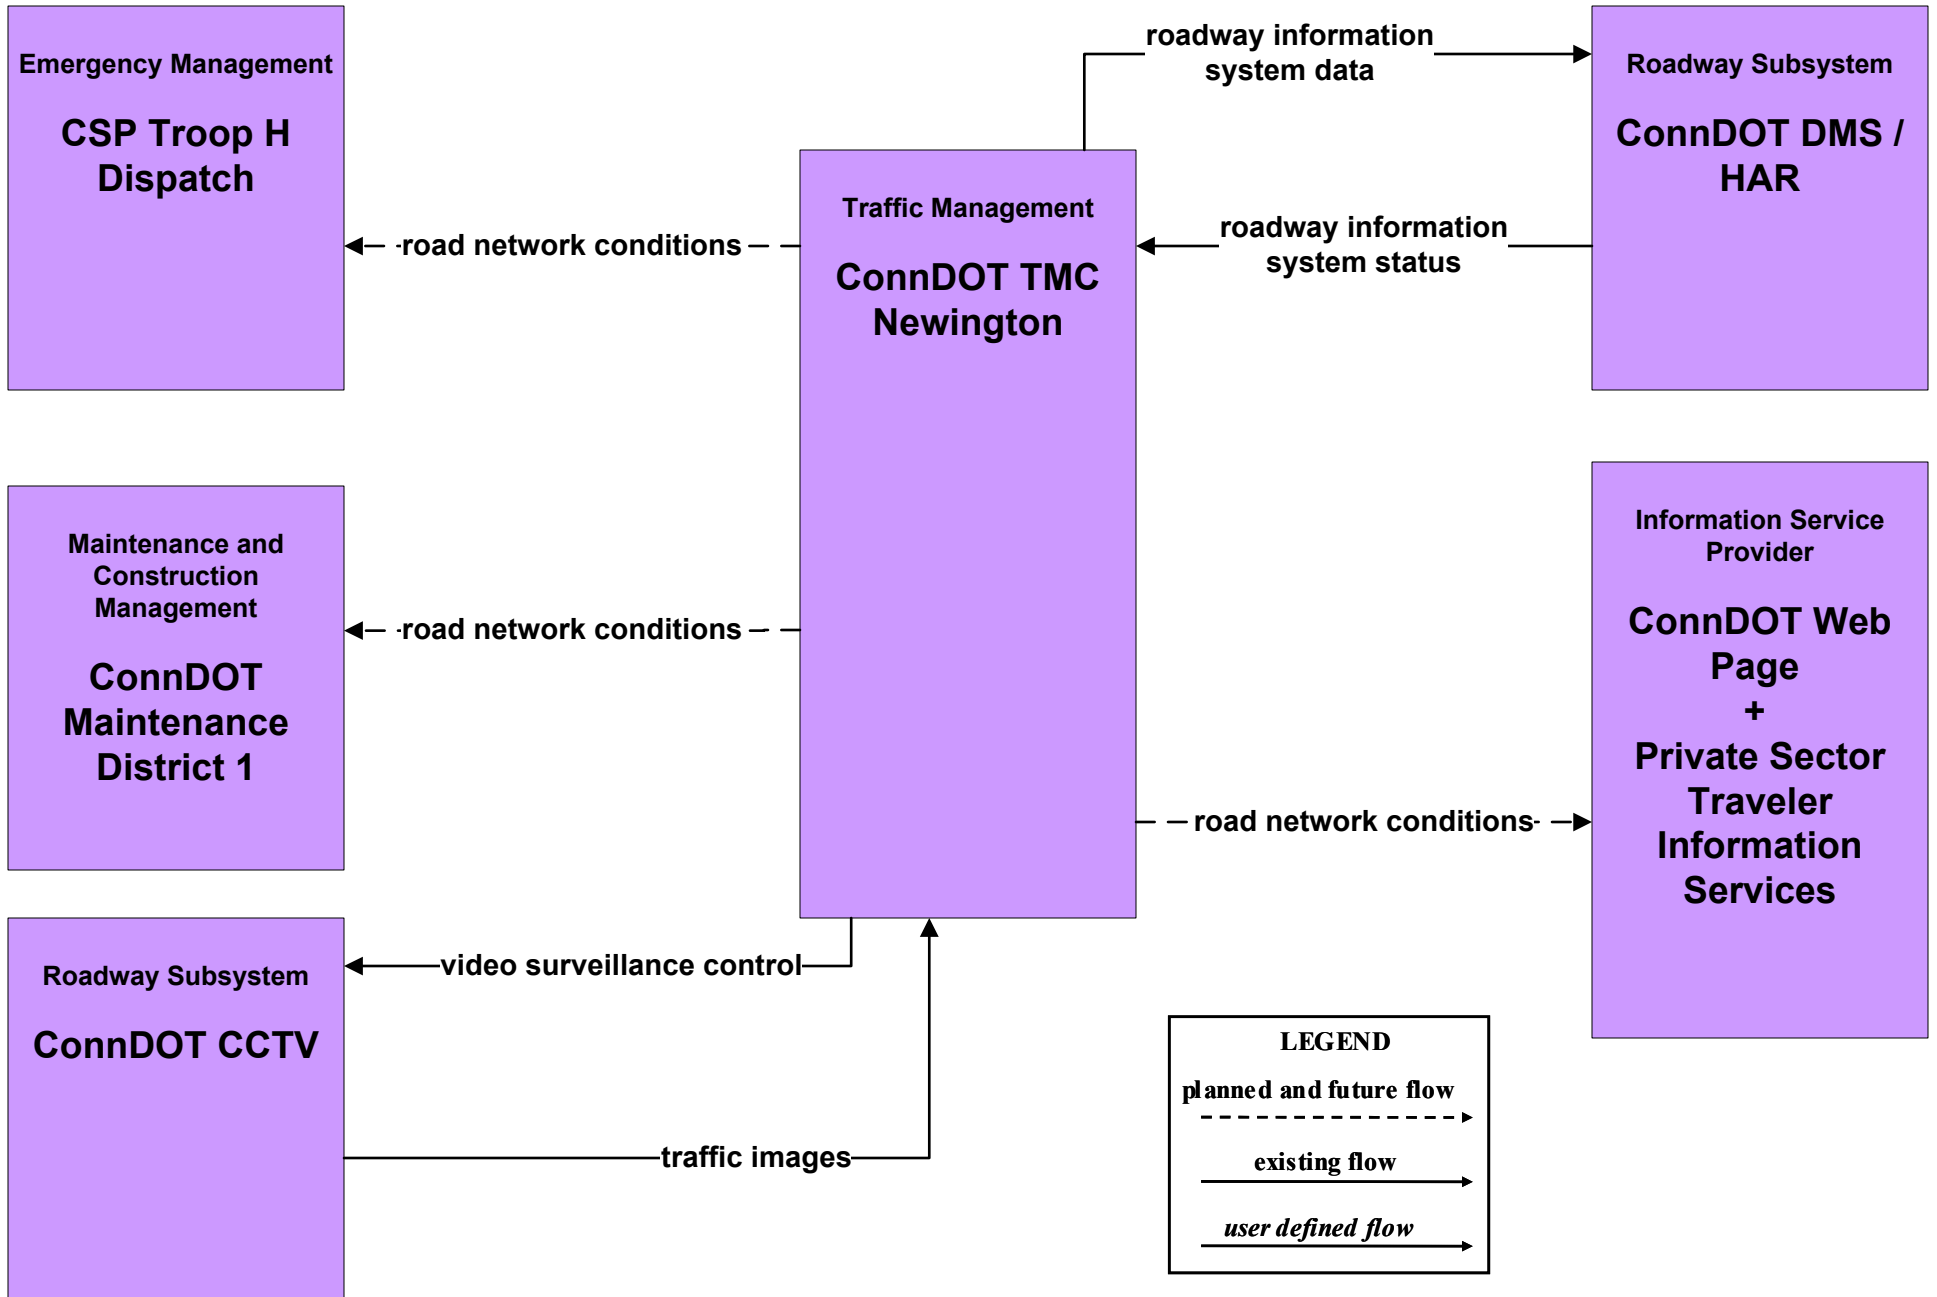 Emergency Management
CSP Troop H
Dispatch
roadway information
system data
Roadway Subsystem
ConnDOT DMS /
HAR
Traffic Management
ConnDOT TMC
Newington
road network conditions
roadway information
system status
Maintenance and
Construction
Management
ConnDOT
Maintenance
District 1
road network conditions
Information Service
Provider
ConnDOT Web
Page
+
Private Sector
Traveler
Information
Services
road network conditions
Roadway Subsystem
ConnDOT CCTV
video surveillance control
traffic images
LEGEND
planned and future flow
existing flow
user defined flow